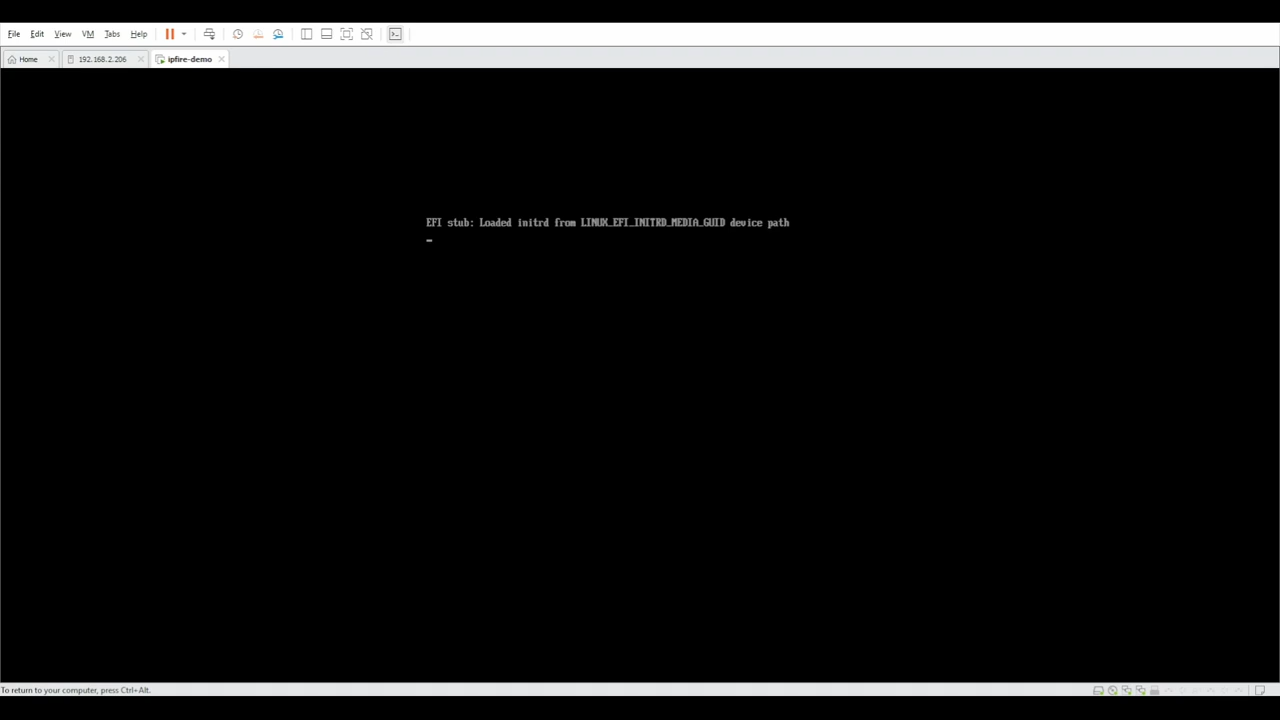 File Edit View VM Tabs Help
Home 192.168.2.206 ipfire-demo
EFI stub: Loaded initrd from LINUX_EFI_INITRD_MEDIA_GUID device path
To return to your computer, press Ctrl+Alt.